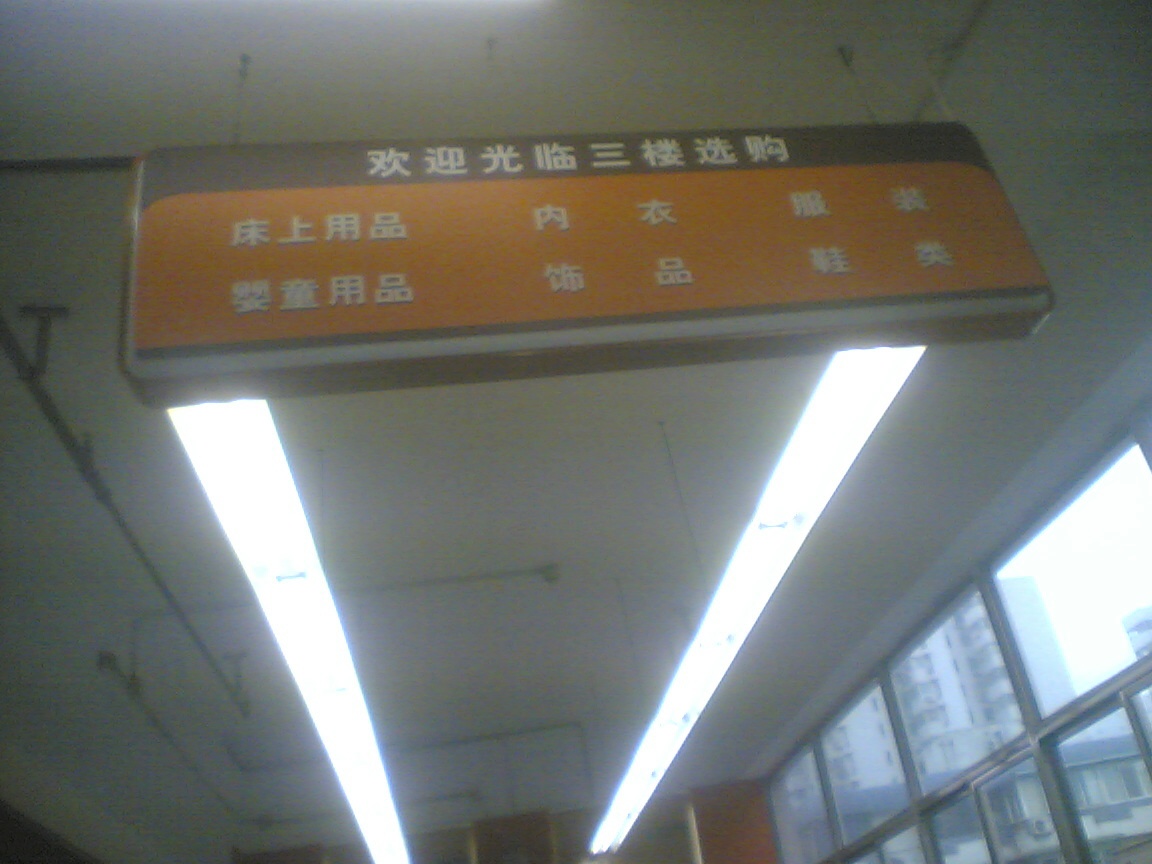 欢迎光临三楼选购
床上用品 内衣 服装
婴童用品 饰品 鞋类